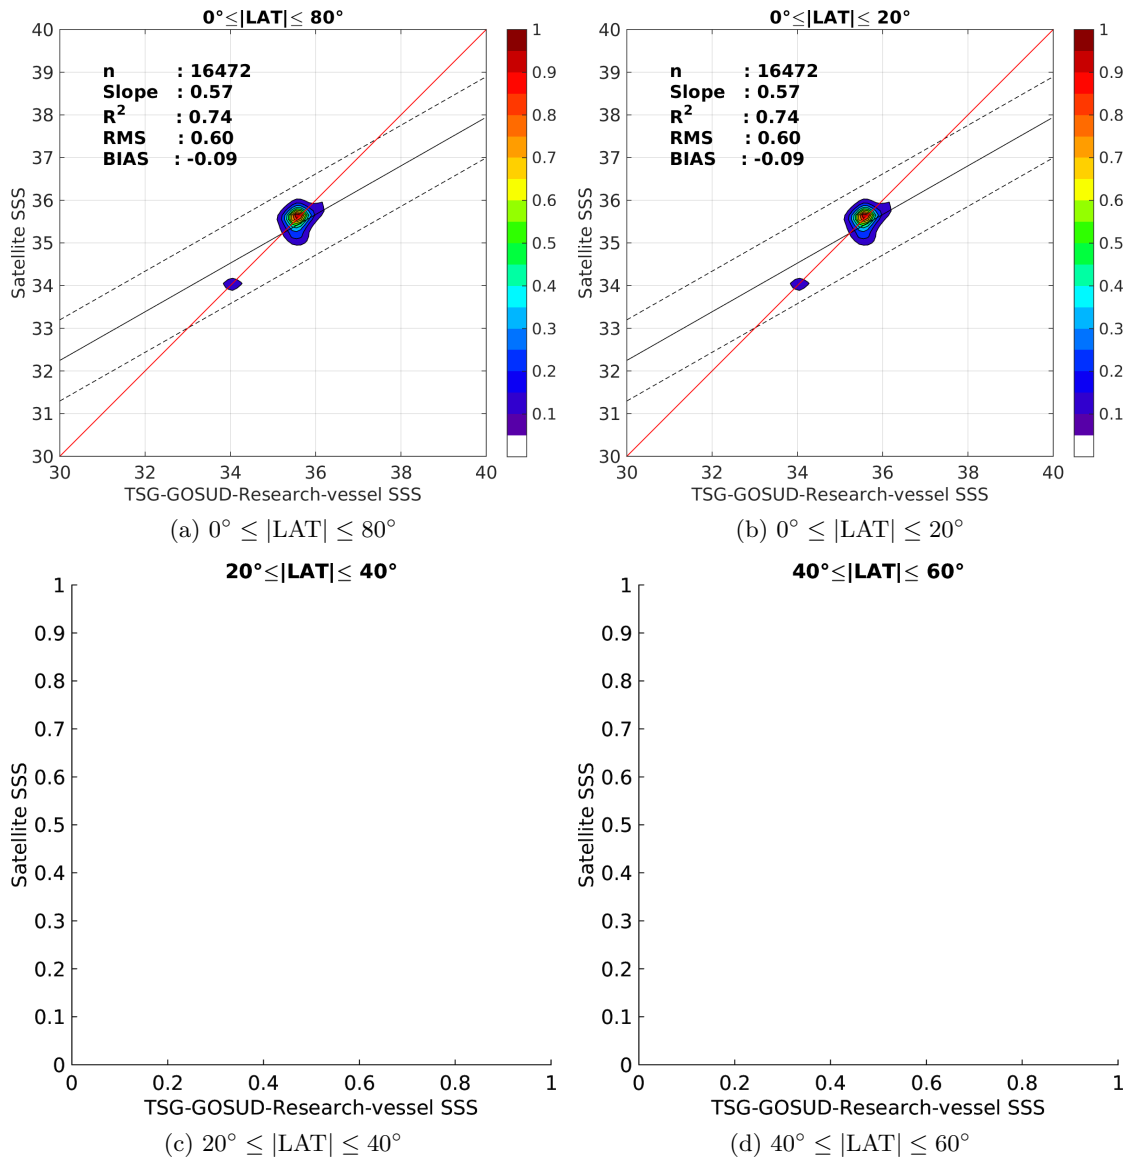 0°≤|LAT|≤ 80°
n : 16472
Slope : 0.57
R² : 0.74
RMS : 0.60
BIAS : -0.09
40
39
38
37
36
35
34
33
32
31
30
30 32 34 36 38 40
1
0.9
0.8
0.7
0.6
0.5
0.4
0.3
0.2
0.1
Satellite SSS
TSG-GOSUD-Research-vessel SSS
(a) 0° ≤ |LAT| ≤ 80°
0°≤|LAT|≤ 20°
n : 16472
Slope : 0.57
R² : 0.74
RMS : 0.60
BIAS : -0.09
40
39
38
37
36
35
34
33
32
31
30
30 32 34 36 38 40
1
0.9
0.8
0.7
0.6
0.5
0.4
0.3
0.2
0.1
Satellite SSS
TSG-GOSUD-Research-vessel SSS
(b) 0° ≤ |LAT| ≤ 20°
20°≤|LAT|≤ 40°
1
0.9
0.8
0.7
0.6
0.5
0.4
0.3
0.2
0.1
0
0 0.2 0.4 0.6 0.8 1
Satellite SSS
TSG-GOSUD-Research-vessel SSS
(c) 20° ≤ |LAT| ≤ 40°
40°≤|LAT|≤ 60°
1
0.9
0.8
0.7
0.6
0.5
0.4
0.3
0.2
0.1
0
0 0.2 0.4 0.6 0.8 1
Satellite SSS
TSG-GOSUD-Research-vessel SSS
(d) 40° ≤ |LAT| ≤ 60°